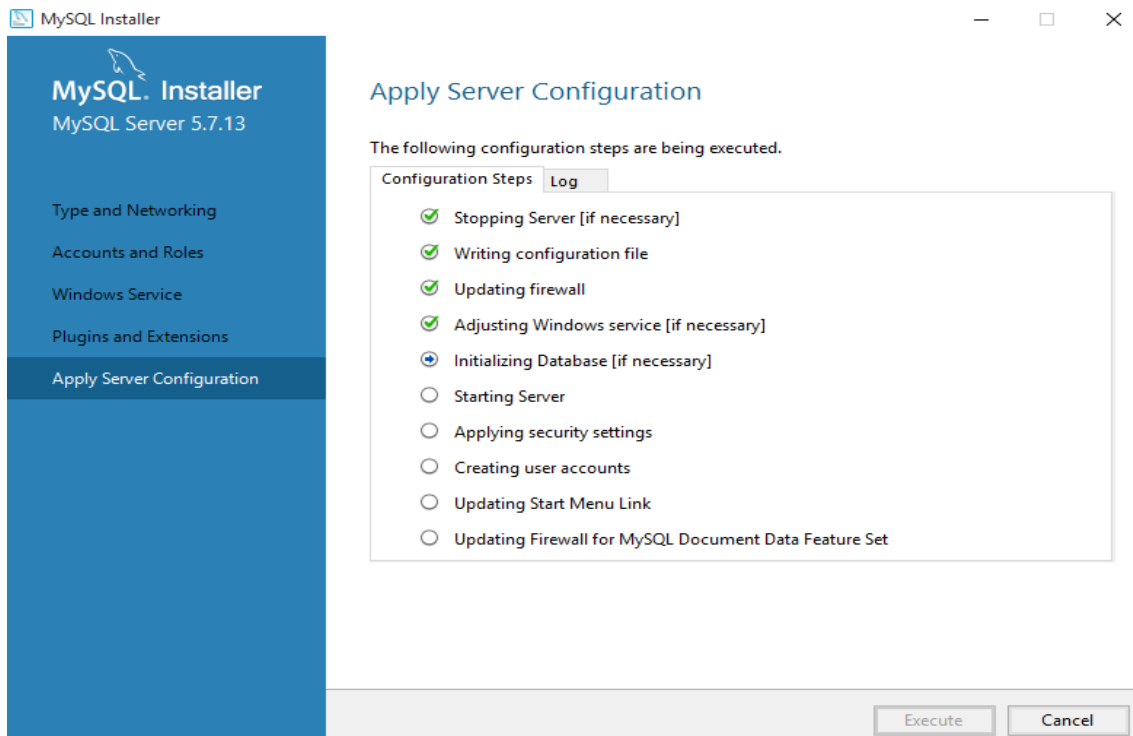 MySQL Installer
MySQL. Installer
MySQL Server 5.7.13
Type and Networking
Accounts and Roles
Windows Service
Plugins and Extensions
Apply Server Configuration
Apply Server Configuration
The following configuration steps are being executed.
Configuration Steps Log
Stopping Server [if necessary]
Writing configuration file
Updating firewall
Adjusting Windows service [if necessary]
Initializing Database [if necessary]
Starting Server
Applying security settings
Creating user accounts
Updating Start Menu Link
Updating Firewall for MySQL Document Data Feature Set
Execute Cancel